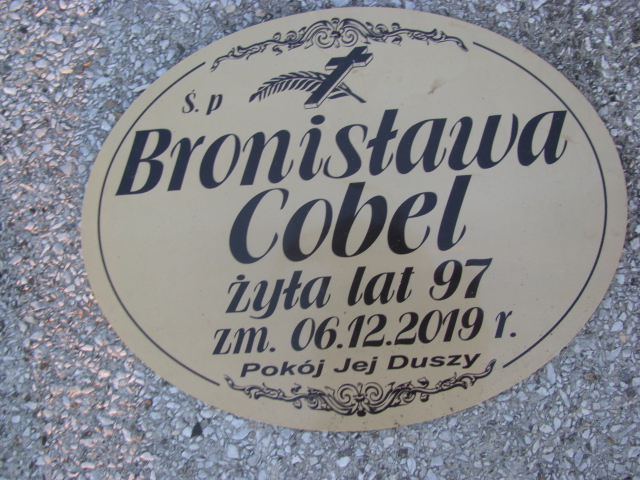 Ś. p
Bronisława
Cobel
żyła lat 97
zm. 06.12.2019 r.
Pokój Jej Duszy